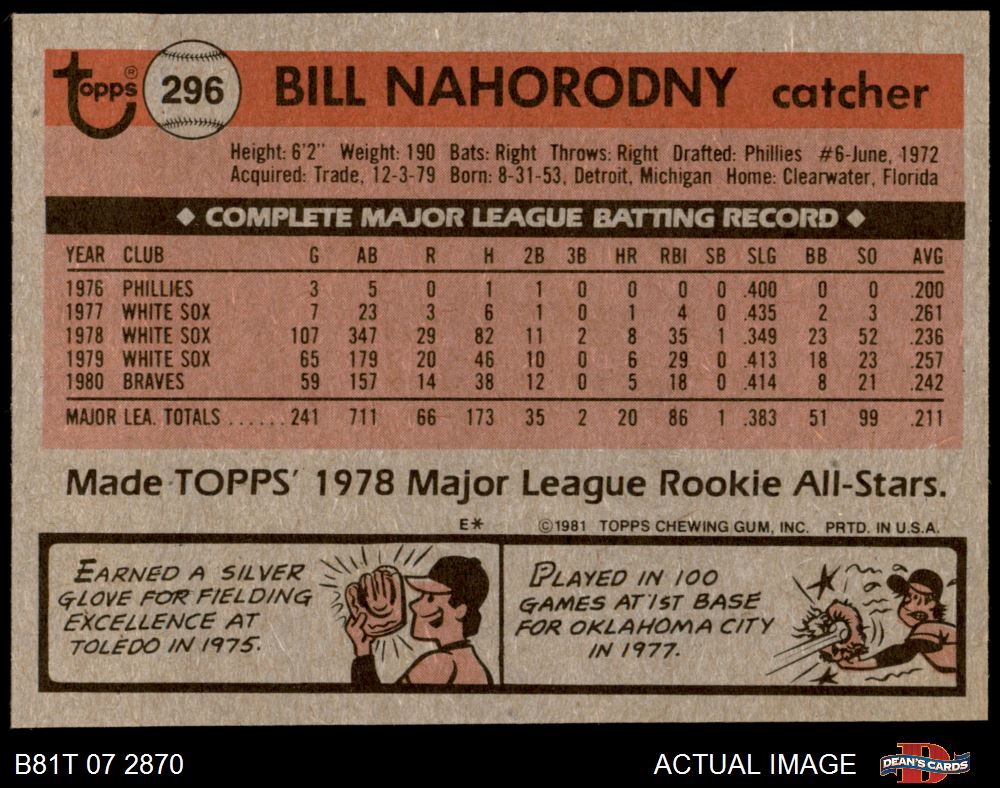 Topps® 296 BILL NAHORODNY catcher
Height: 6'2" Weight: 190 Bats: Right Throws: Right Drafted: Phillies #6-June, 1972
Acquired: Trade, 12-3-79 Born: 8-31-53, Detroit, Michigan Home: Clearwater, Florida
◆ COMPLETE MAJOR LEAGUE BATTING RECORD ◆
YEAR CLUB G AB R H 2B 3B HR RBI SB SLG BB SO AVG
1976 PHILLIES 3 5 0 1 1 0 0 0 0 .400 0 0 .200
1977 WHITE SOX 7 23 3 6 1 0 1 4 0 .435 2 3 .261
1978 WHITE SOX 107 347 29 82 11 2 8 35 1 .349 23 52 .236
1979 WHITE SOX 65 179 20 46 10 0 6 29 0 .413 18 23 .257
1980 BRAVES 59 157 14 38 12 0 5 18 0 .414 8 21 .242
MAJOR LEA. TOTALS ...... 241 711 66 173 35 2 20 86 1 .383 51 99 .211
Made TOPPS' 1978 Major League Rookie All-Stars.
E* ©1981 TOPPS CHEWING GUM, INC. PRTD. IN U.S.A.
EARNED A SILVER
GLOVE FOR FIELDING
EXCELLENCE AT
TOLEDO IN 1975.
PLAYED IN 100
GAMES AT 1ST BASE
FOR OKLAHOMA CITY
IN 1977.
B81T 07 2870 ACTUAL IMAGE DEAN'S CARDS